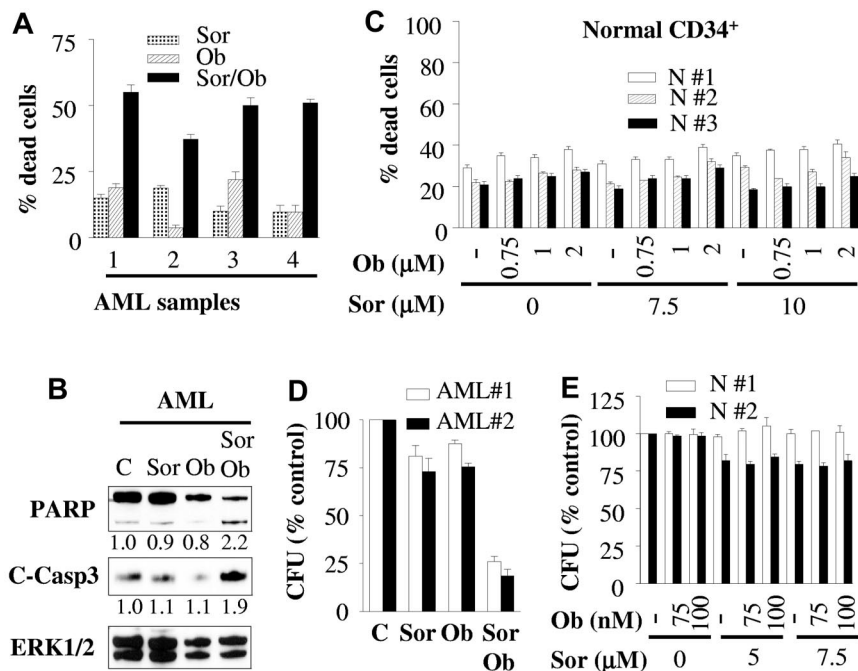 A
Sor
Ob
Sor/Ob
% dead cells
75
50
25
0
1 2 3 4
AML samples
C
Normal CD34+
N #1
N #2
N #3
% dead cells
100
80
60
40
20
0
Ob (μM) - 0.75 1 2 - 0.75 1 2 - 0.75 1 2
Sor (μM) 0 7.5 10
B
AML
C Sor Ob Sor Ob
PARP
1.0 0.9 0.8 2.2
C-Casp3
1.0 1.1 1.1 1.9
ERK1/2
D
AML#1
AML#2
CFU (% control)
100
75
50
25
0
C Sor Ob Sor Ob
E
N #1
N #2
CFU (% control)
125
100
75
50
25
0
Ob (nM) - 75 100 - 75 100 - 75 100
Sor (μM) 0 5 7.5